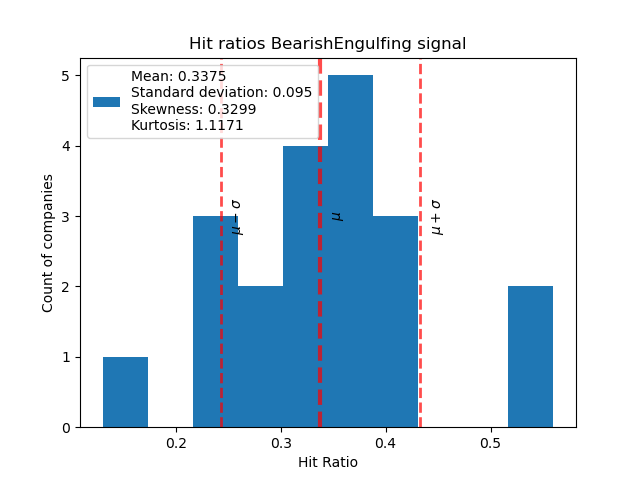 Hit ratios BearishEngulfing signal
Mean: 0.3375
Standard deviation: 0.095
Skewness: 0.3299
Kurtosis: 1.1171
Count of companies
5
4
3
2
1
0
μ − σ
μ
μ + σ
0.2 0.3 0.4 0.5
Hit Ratio